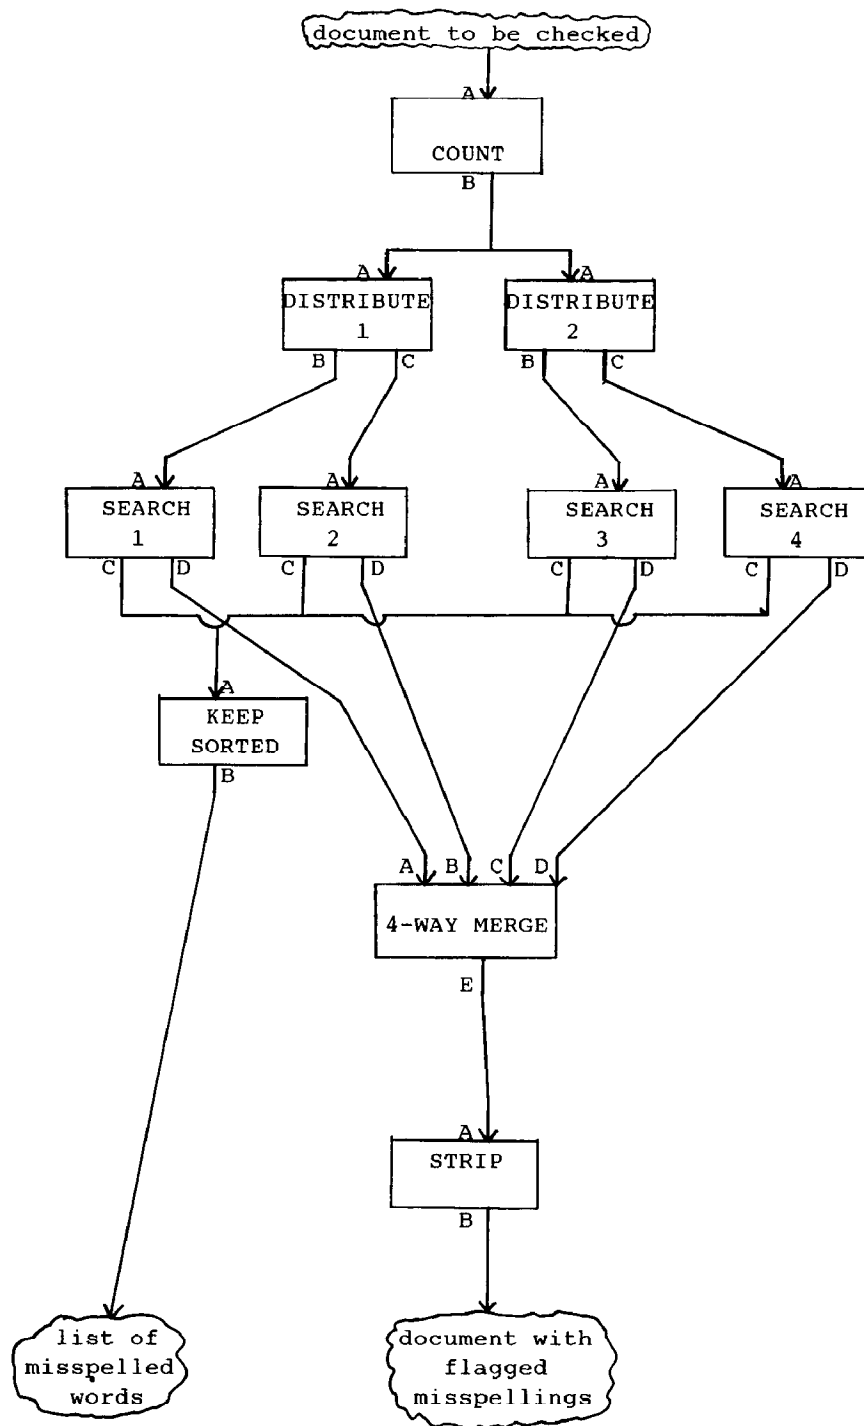 document to be checked
A
COUNT
B
A A
DISTRIBUTE DISTRIBUTE
1 2
B C B C
A A A A
SEARCH SEARCH SEARCH SEARCH
1 2 3 4
C D C D C D C D
A
KEEP
SORTED
B
A B C D
4-WAY MERGE
E
A
STRIP
B
list of
misspelled
words
document with
flagged
misspellings